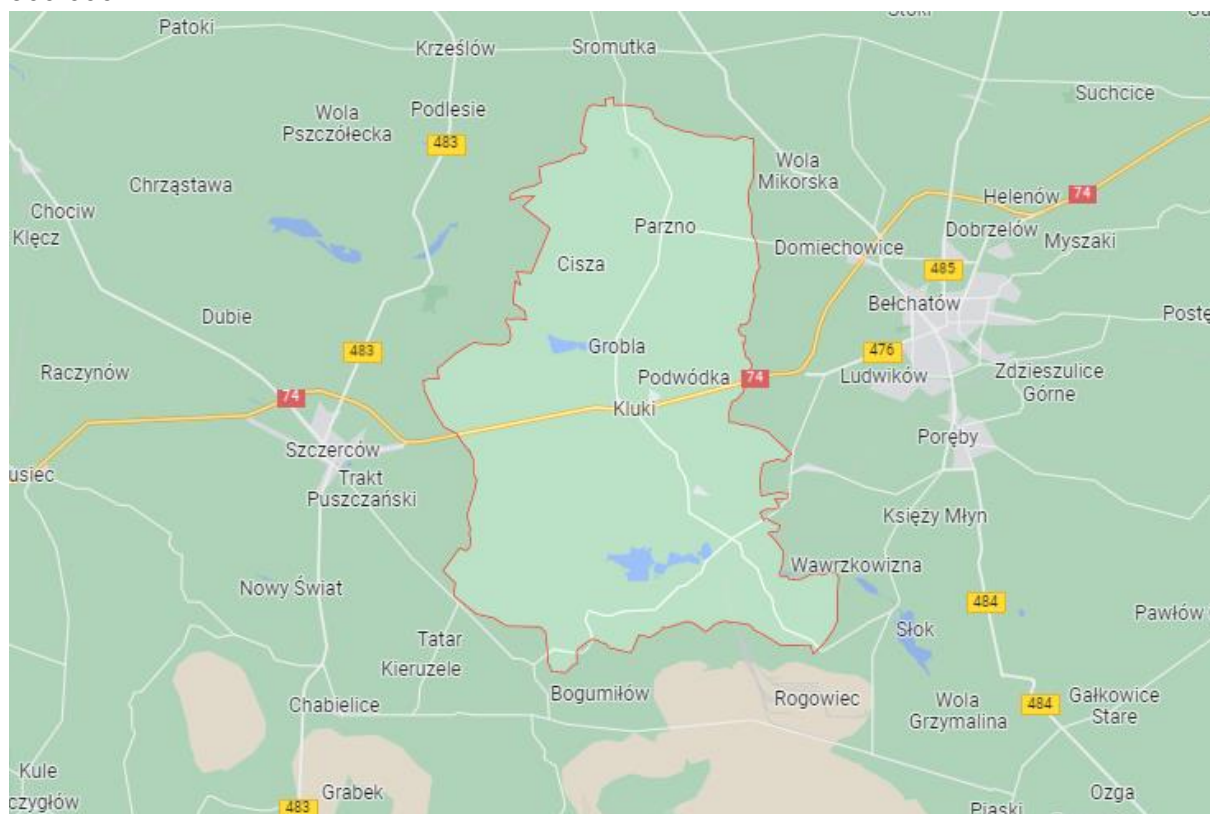 Patoki
Krześlów
Sromutka
Suchcice
Wola
Pszczółecka
Podlesie
483
Wola
Mikorska
Chrząstawa
Helenów
74
Chociw
Klęcz
Parzno
Domiechowice
Dobrzelów
Myszaki
Cisza
485
Bełchatów
Dubie
Grobla
483
476
Raczynów
Podwódka
74
Ludwików
Zdzieszulice
Górne
74
Kluki
Szczerców
Poręby
usiec
Trakt
Puszczański
Księży Młyn
Wawrzkowizna
Nowy Świat
484
Pawłów
Słok
Tatar
Kieruzele
Bogumiłów
Rogowiec
Wola
Grzymalina
484
Gałkowice
Stare
Chabielice
Kule
czygłów
Grabek
483
Piaski
Ozga
Postę